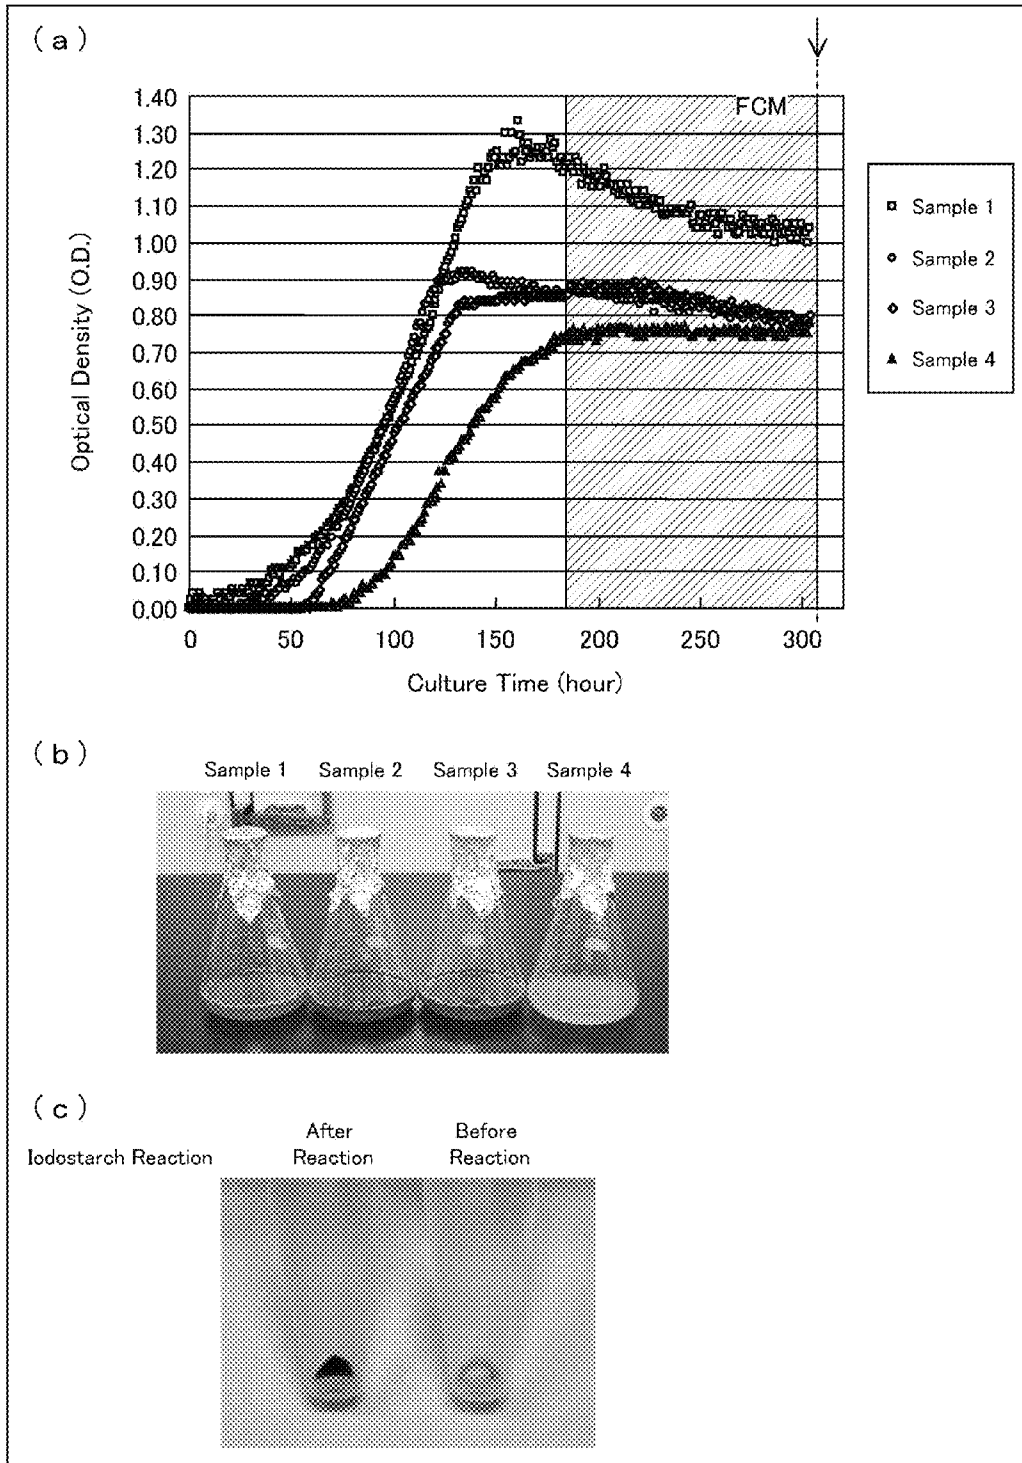 ( a )
FCM
1.40
1.30
1.20
1.10
1.00
0.90
0.80
0.70
0.60
0.50
0.40
0.30
0.20
0.10
0.00
Optical Density (O.D.)
0 50 100 150 200 250 300
Culture Time (hour)
Sample 1
Sample 2
Sample 3
Sample 4
( b )
Sample 1 Sample 2 Sample 3 Sample 4
( c )
After Before
Iodostarch Reaction Reaction Reaction